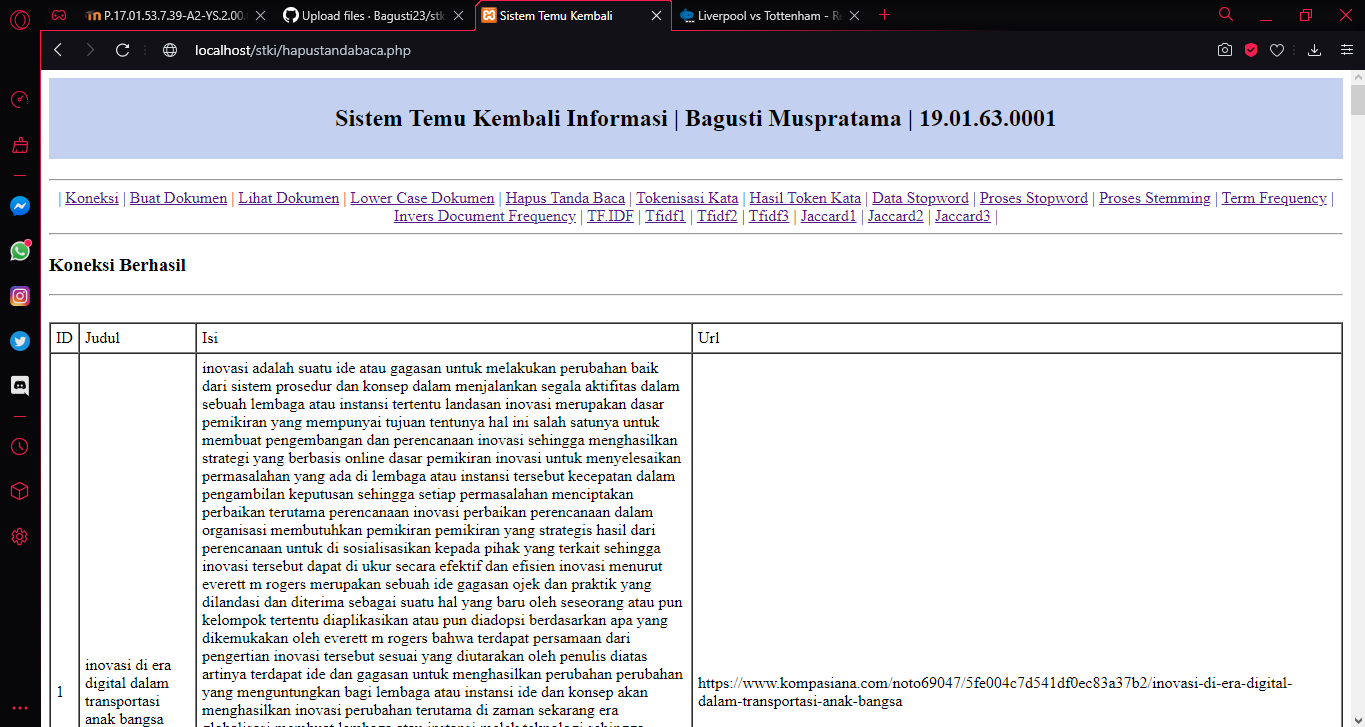 P.17.01.53.7.39-A2-YS.2.00.
Upload files · Bagusti23/stk
Sistem Temu Kembali
Liverpool vs Tottenham - R
localhost/stki/hapustandabaca.php
Sistem Temu Kembali Informasi | Bagusti Muspratama | 19.01.63.0001
| Koneksi | Buat Dokumen | Lihat Dokumen | Lower Case Dokumen | Hapus Tanda Baca | Tokenisasi Kata | Hasil Token Kata | Data Stopword | Proses Stopword | Proses Stemming | Term Frequency |
Invers Document Frequency | TF.IDF | Tfidf1 | Tfidf2 | Tfidf3 | Jaccard1 | Jaccard2 | Jaccard3 |
Koneksi Berhasil
ID Judul Isi Url
1
inovasi di era
digital dalam
transportasi
anak bangsa
inovasi adalah suatu ide atau gagasan untuk melakukan perubahan baik
dari sistem prosedur dan konsep dalam menjalankan segala aktifitas dalam
sebuah lembaga atau instansi tertentu landasan inovasi merupakan dasar
pemikiran yang mempunyai tujuan tentunya hal ini salah satunya untuk
membuat pengembangan dan perencanaan inovasi sehingga menghasilkan
strategi yang berbasis online dasar pemikiran inovasi untuk menyelesaikan
permasalahan yang ada di lembaga atau instansi tersebut kecepatan dalam
pengambilan keputusan sehingga setiap permasalahan menciptakan
perbaikan terutama perencanaan inovasi perbaikan perencanaan dalam
organisasi membutuhkan pemikiran pemikiran yang strategis hasil dari
perencanaan untuk di sosialisasikan kepada pihak yang terkait sehingga
inovasi tersebut dapat di ukur secara efektif dan efisien inovasi menurut
everett m rogers merupakan sebuah ide gagasan ojek dan praktik yang
dilandasi dan diterima sebagai suatu hal yang baru oleh seseorang atau pun
kelompok tertentu diaplikasikan atau pun diadopsi berdasarkan apa yang
dikemukakan oleh everett m rogers bahwa terdapat persamaan dari
pengertian inovasi tersebut sesuai yang diutarakan oleh penulis diatas
artinya terdapat ide dan gagasan untuk menghasilkan perubahan perubahan
yang menguntungkan bagi lembaga atau instansi ide dan konsep akan
menghasilkan inovasi perubahan terutama di zaman sekarang era
globalisasi membuat lembaga atau instansi melek teknologi sehingga
https://www.kompasiana.com/noto69047/5fe004c7d541df0ec83a37b2/inovasi-di-era-digital-
dalam-transportasi-anak-bangsa